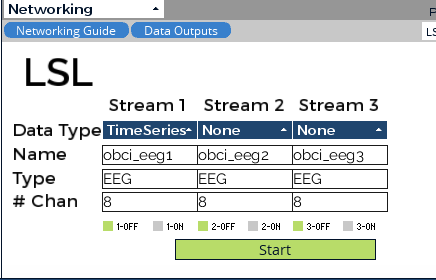 Networking
P
Networking Guide Data Outputs
LS
LSL
Stream 1 Stream 2 Stream 3
Data Type TimeSeries None None
Name obci_eeg1 obci_eeg2 obci_eeg3
Type EEG EEG EEG
# Chan 8 8 8
1-OFF 1-ON 2-OFF 2-ON 3-OFF 3-ON
Start